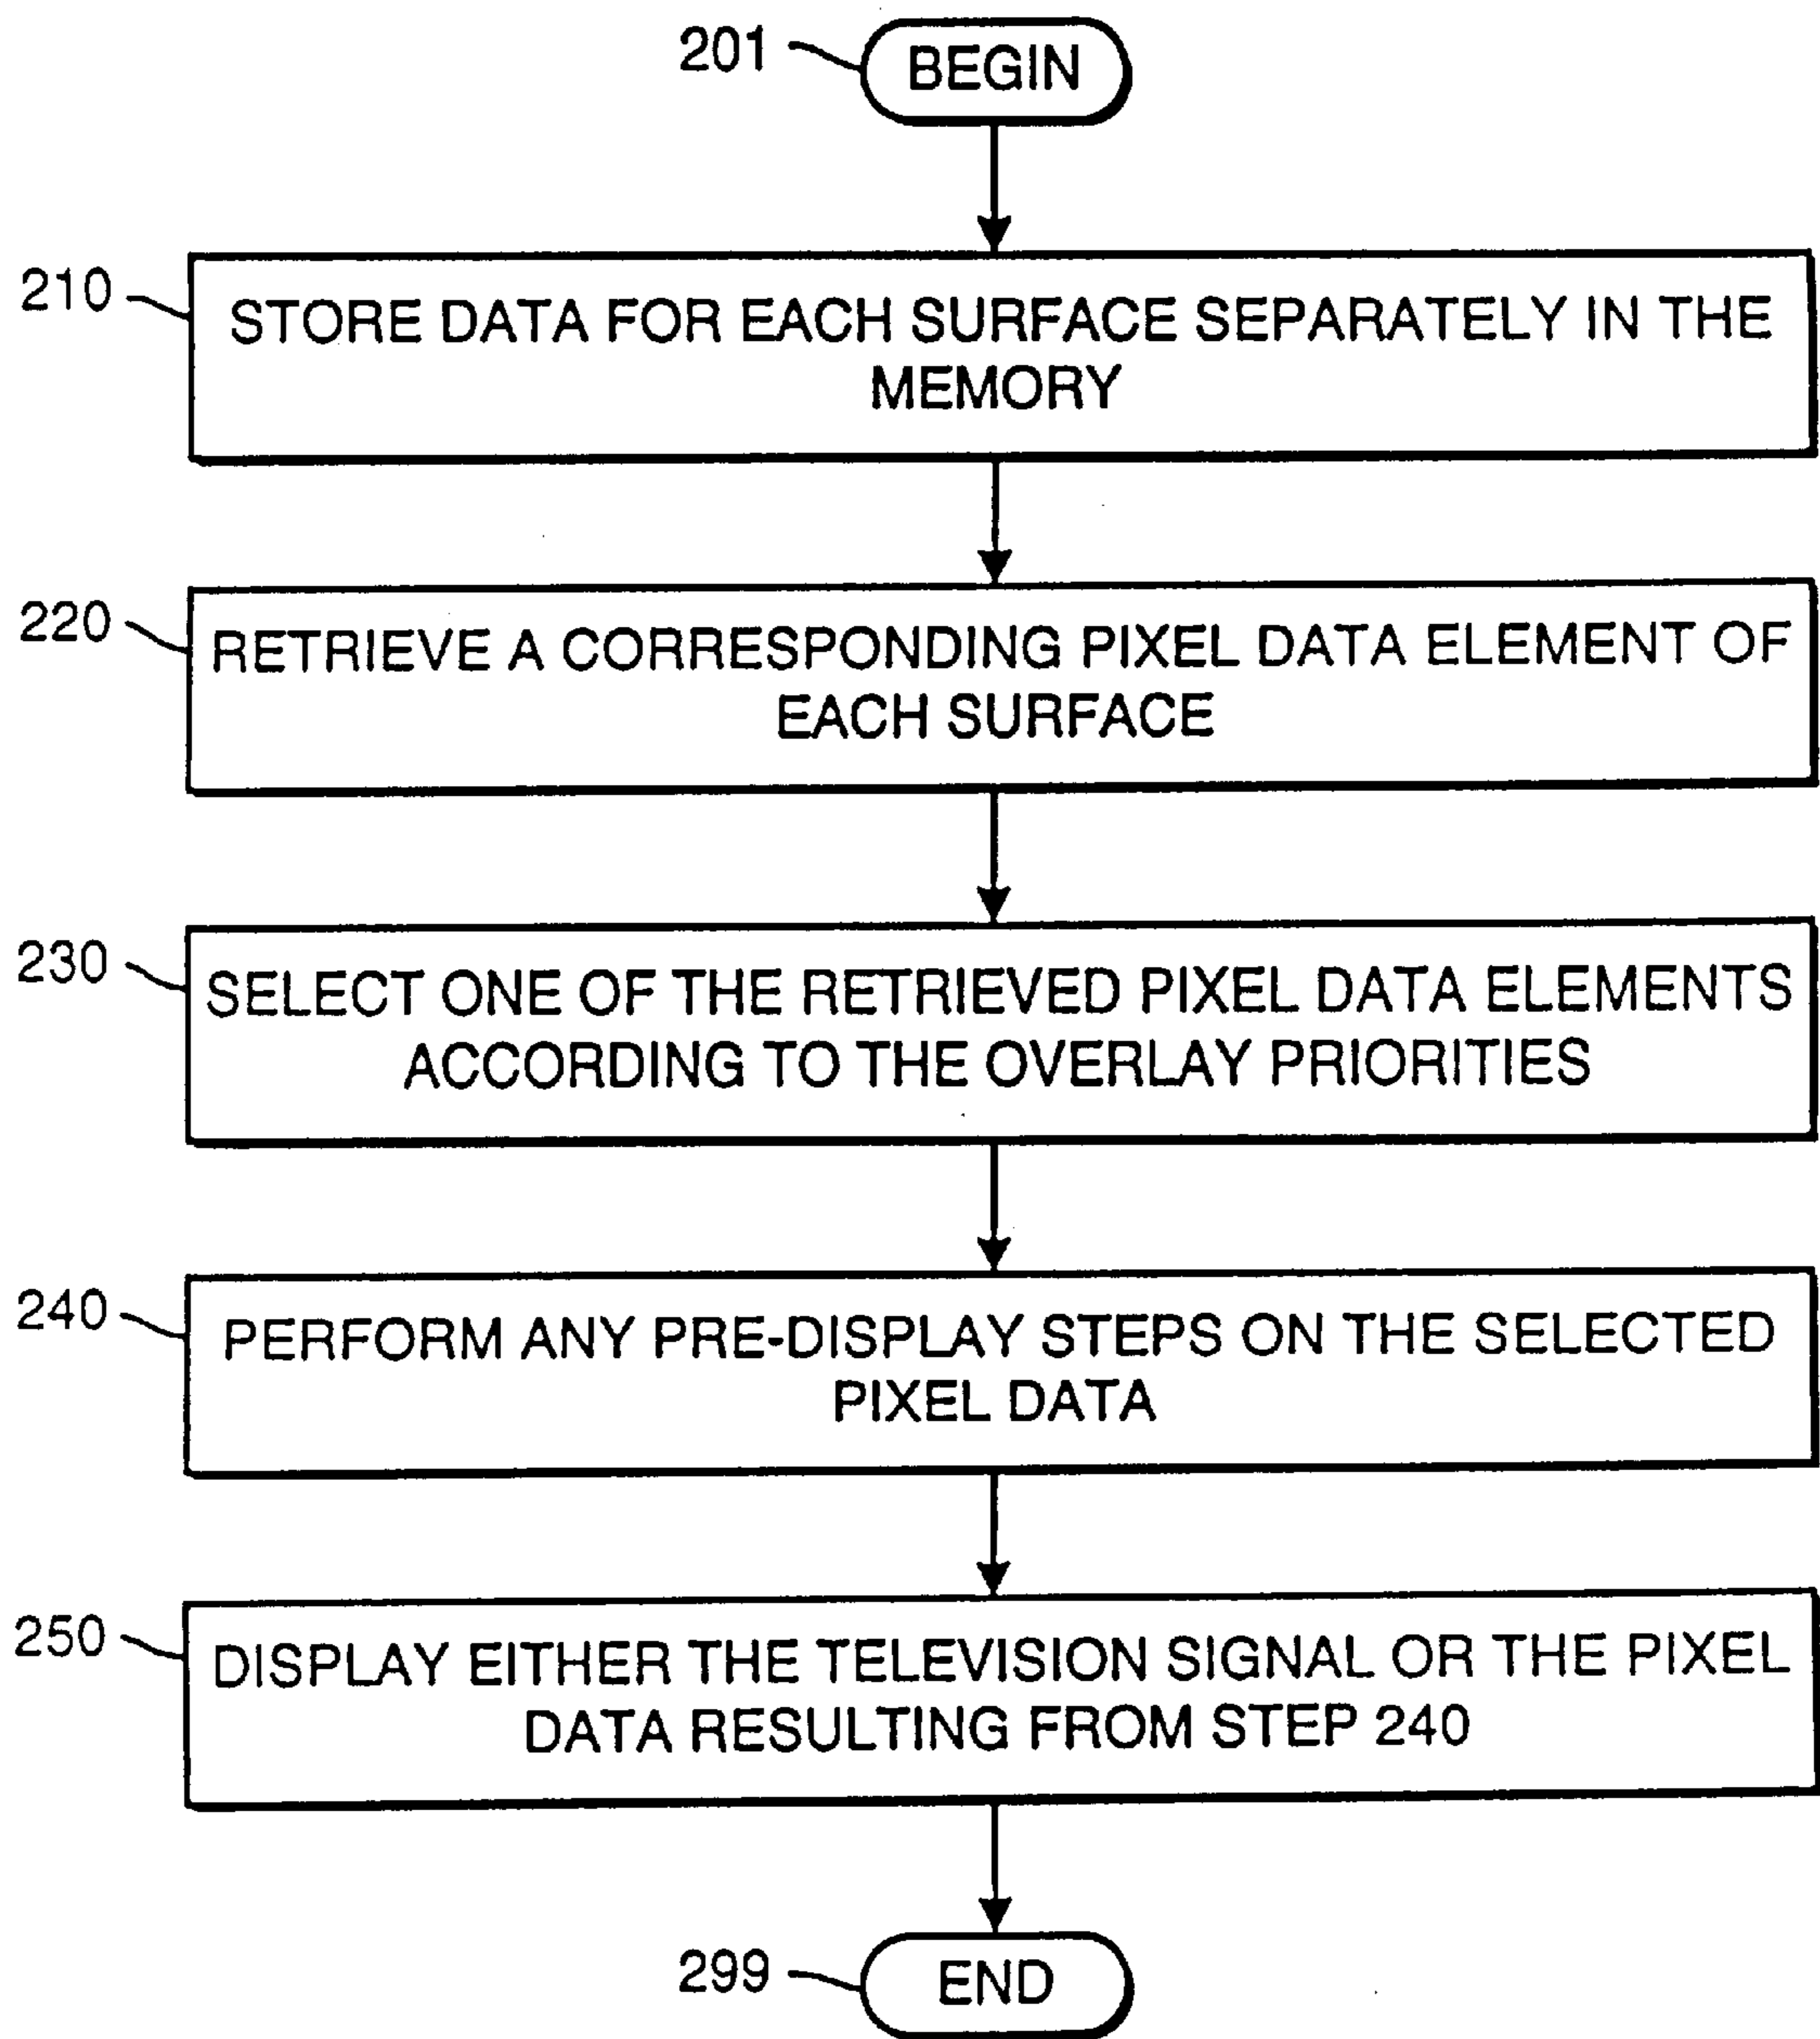 201
BEGIN
210
STORE DATA FOR EACH SURFACE SEPARATELY IN THE
MEMORY
220
RETRIEVE A CORRESPONDING PIXEL DATA ELEMENT OF
EACH SURFACE
230
SELECT ONE OF THE RETRIEVED PIXEL DATA ELEMENTS
ACCORDING TO THE OVERLAY PRIORITIES
240
PERFORM ANY PRE-DISPLAY STEPS ON THE SELECTED
PIXEL DATA
250
DISPLAY EITHER THE TELEVISION SIGNAL OR THE PIXEL
DATA RESULTING FROM STEP 240
299
END